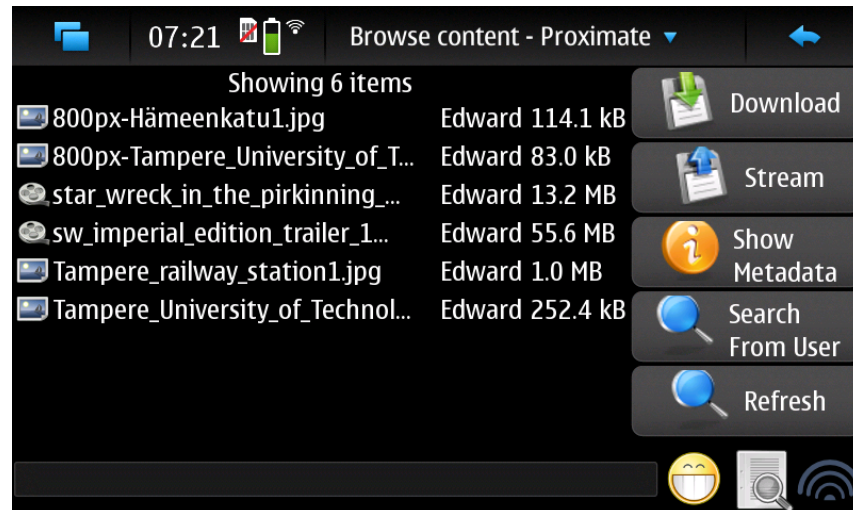 07:21 Browse content - Proximate
Showing 6 items
800px-Hämeenkatu1.jpg Edward 114.1 kB
800px-Tampere_University_of_T... Edward 83.0 kB
star_wreck_in_the_pirkinning_... Edward 13.2 MB
sw_imperial_edition_trailer_1... Edward 55.6 MB
Tampere_railway_station1.jpg Edward 1.0 MB
Tampere_University_of_Technol... Edward 252.4 kB
Download
Stream
Show
Metadata
Search
From User
Refresh